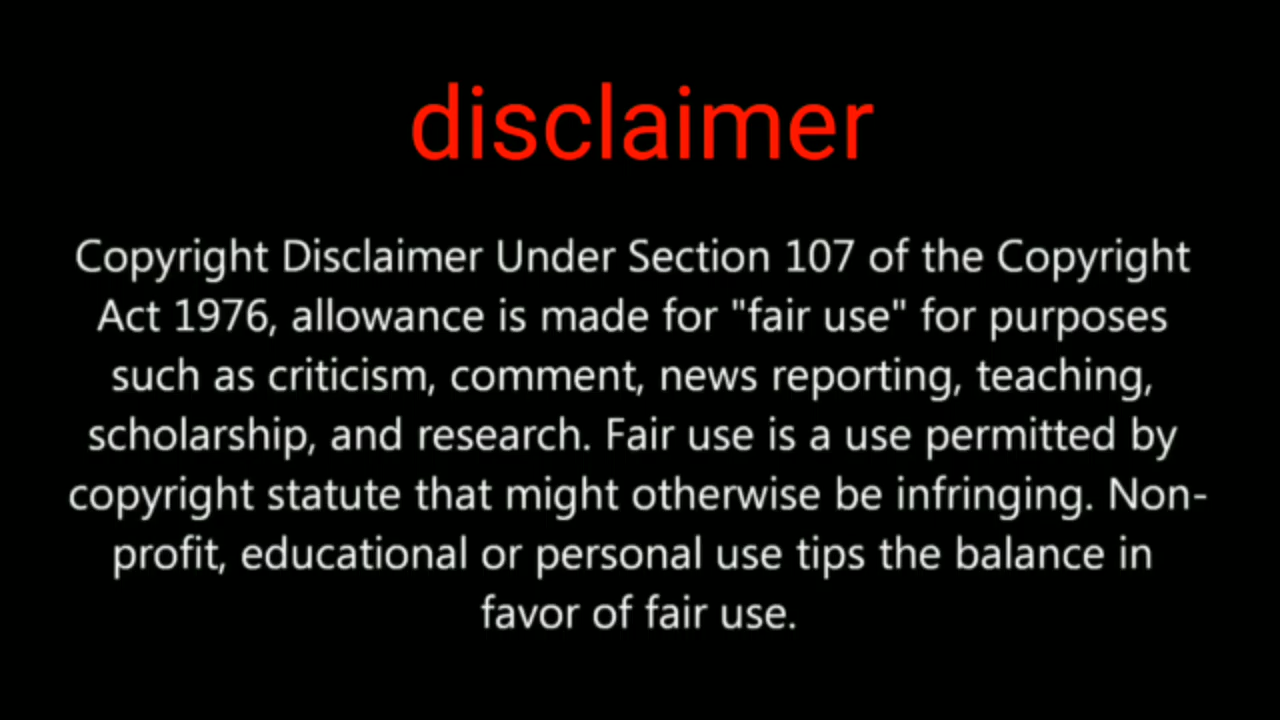 disclaimer
Copyright Disclaimer Under Section 107 of the Copyright
Act 1976, allowance is made for "fair use" for purposes
such as criticism, comment, news reporting, teaching,
scholarship, and research. Fair use is a use permitted by
copyright statute that might otherwise be infringing. Non-
profit, educational or personal use tips the balance in
favor of fair use.